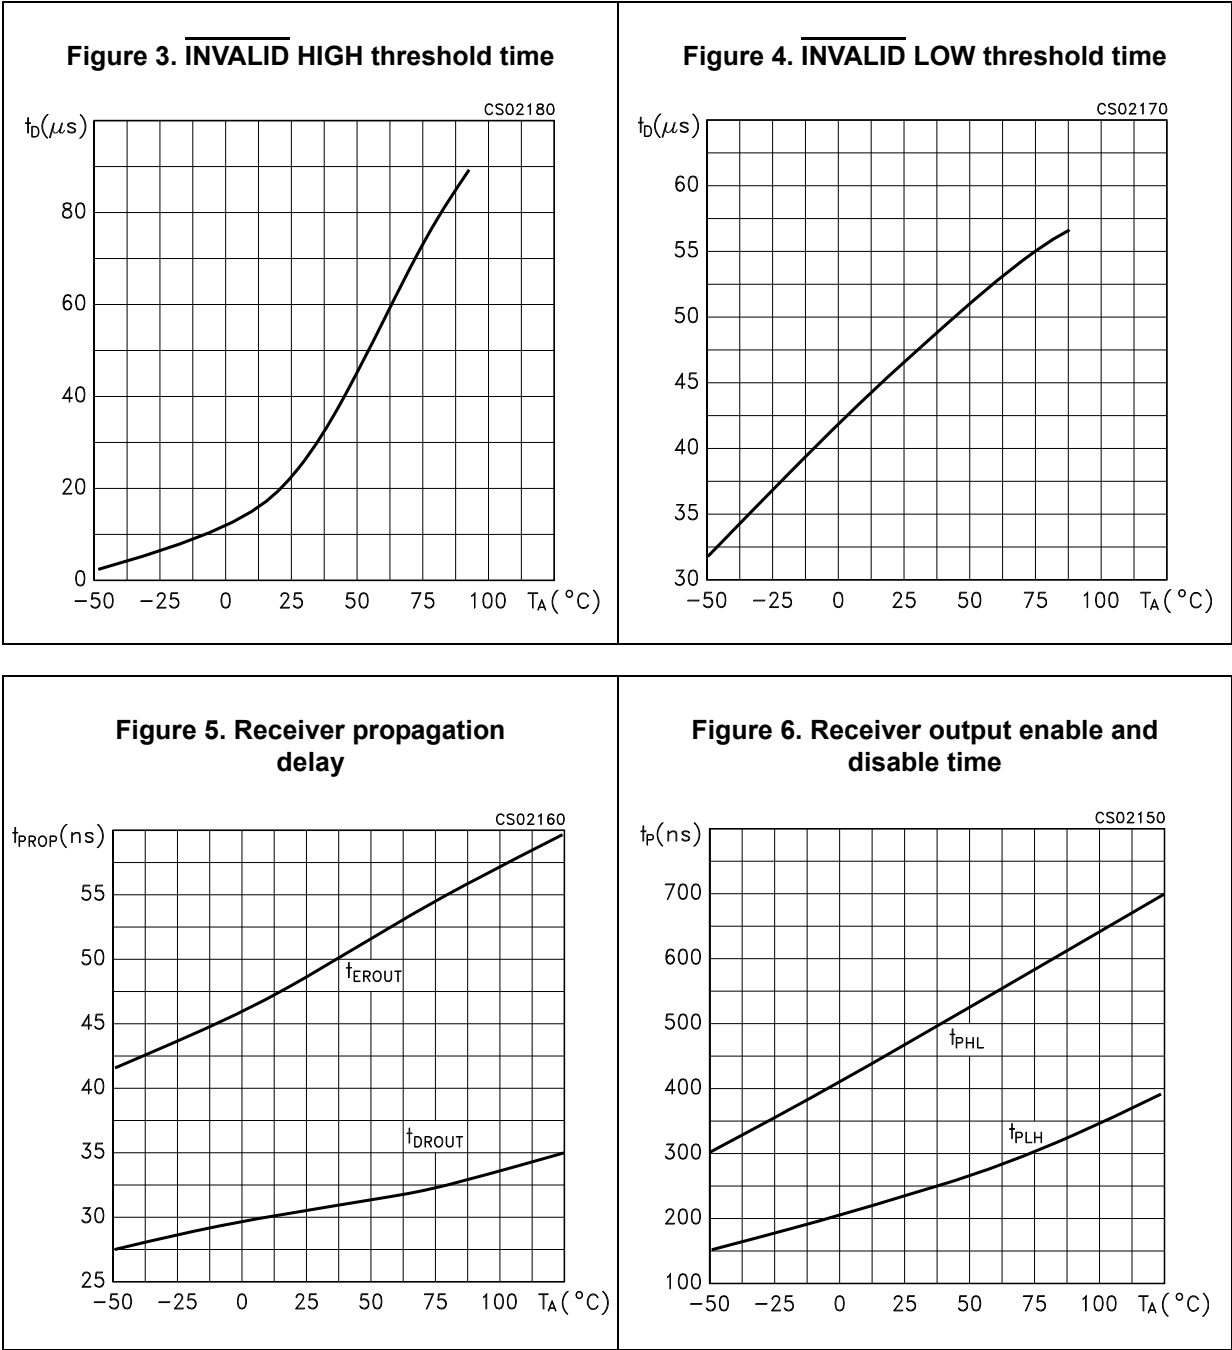 Figure 3. INVALID HIGH threshold time
CS02180
tD(μs)
80
60
40
20
0
−50 −25 0 25 50 75 100 TA(°C)
Figure 4. INVALID LOW threshold time
CS02170
tD(μs)
60
55
50
45
40
35
30
−50 −25 0 25 50 75 100 TA(°C)
Figure 5. Receiver propagation
delay
CS02160
tPROP(ns)
55
50
tEROUT
45
40
35
tDROUT
30
25
−50 −25 0 25 50 75 100 TA(°C)
Figure 6. Receiver output enable and
disable time
CS02150
tP(ns)
700
600
500
tPHL
400
tPLH
300
200
100
−50 −25 0 25 50 75 100 TA(°C)